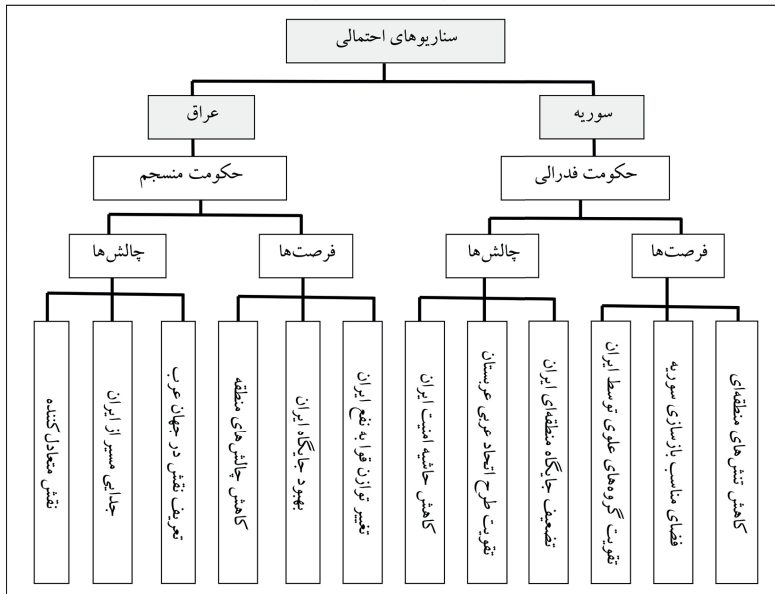 سناریوهای احتمالی
سوریه
عراق
حکومت فدرالی
حکومت منسجم
فرصت‌ها
چالش‌ها
فرصت‌ها
چالش‌ها
کاهش تنش‌های منطقه‌ای
فضای مناسب بازسازی سوریه
تقویت گروه‌های علوی توسط ایران
تضعیف جایگاه منطقه‌ای ایران
تقویت طرح اتحاد عربی عربستان
کاهش حاشیه امنیت ایران
تغییر توازن قوا به نفع ایران
بهبود جایگاه ایران
کاهش چالش‌های منطقه
تعریف نقش در جهان عرب
جدایی مسیر از ایران
نقش متعادل کننده